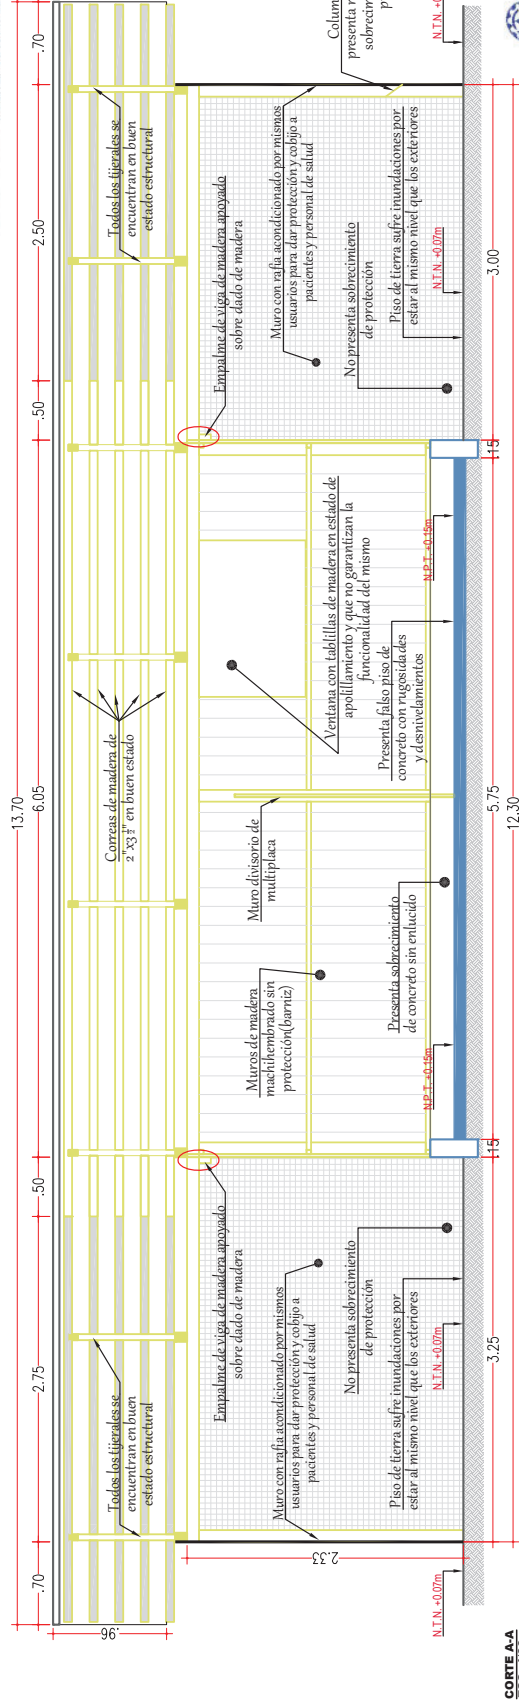 13.70
.70
2.75
.50
6.05
.50
2.50
.70
.96
Todos los tijerales se
encuentran en buen
estado estructural
Correas de madera de
2"x3 ½" en buen estado
Todos los tijerales se
encuentran en buen
estado estructural
Empalme de viga de madera apoyado
sobre dado de madera
Muros de madera
machihembrado sin
protección(barniz)
Muro divisorio de
multiplaca
Empalme de viga de madera apoyado
sobre dado de madera
Muro con rafia acondicionado por mismos
usuarios para dar protección y cobijo a
pacientes y personal de salud
Ventana con tablillas de madera en estado de
apolillamiento y que no garantizan la
funcionalidad del mismo
Muro con rafia acondicionado por mismos
usuarios para dar protección y cobijo a
pacientes y personal de salud
Colum
presenta
sobrecim
2.33
No presenta sobrecimiento
de protección
Presenta sobrecimiento
de concreto sin enlucido
Presenta falso piso de
concreto con rugosidades
y desnivelamientos
No presenta sobrecimiento
de protección
Piso de tierra sufre inundaciones por
estar al mismo nivel que los exteriores
Piso de tierra sufre inundaciones por
estar al mismo nivel que los exteriores
N.T.N. +0.07m
N.T.N. +0.07m
N.P.T. +0.15m
N.P.T. +0.15m
N.T.N. +0.07m
N.T.N.
3.25
.15
5.75
.15
3.00
12.30
CORTE A-A